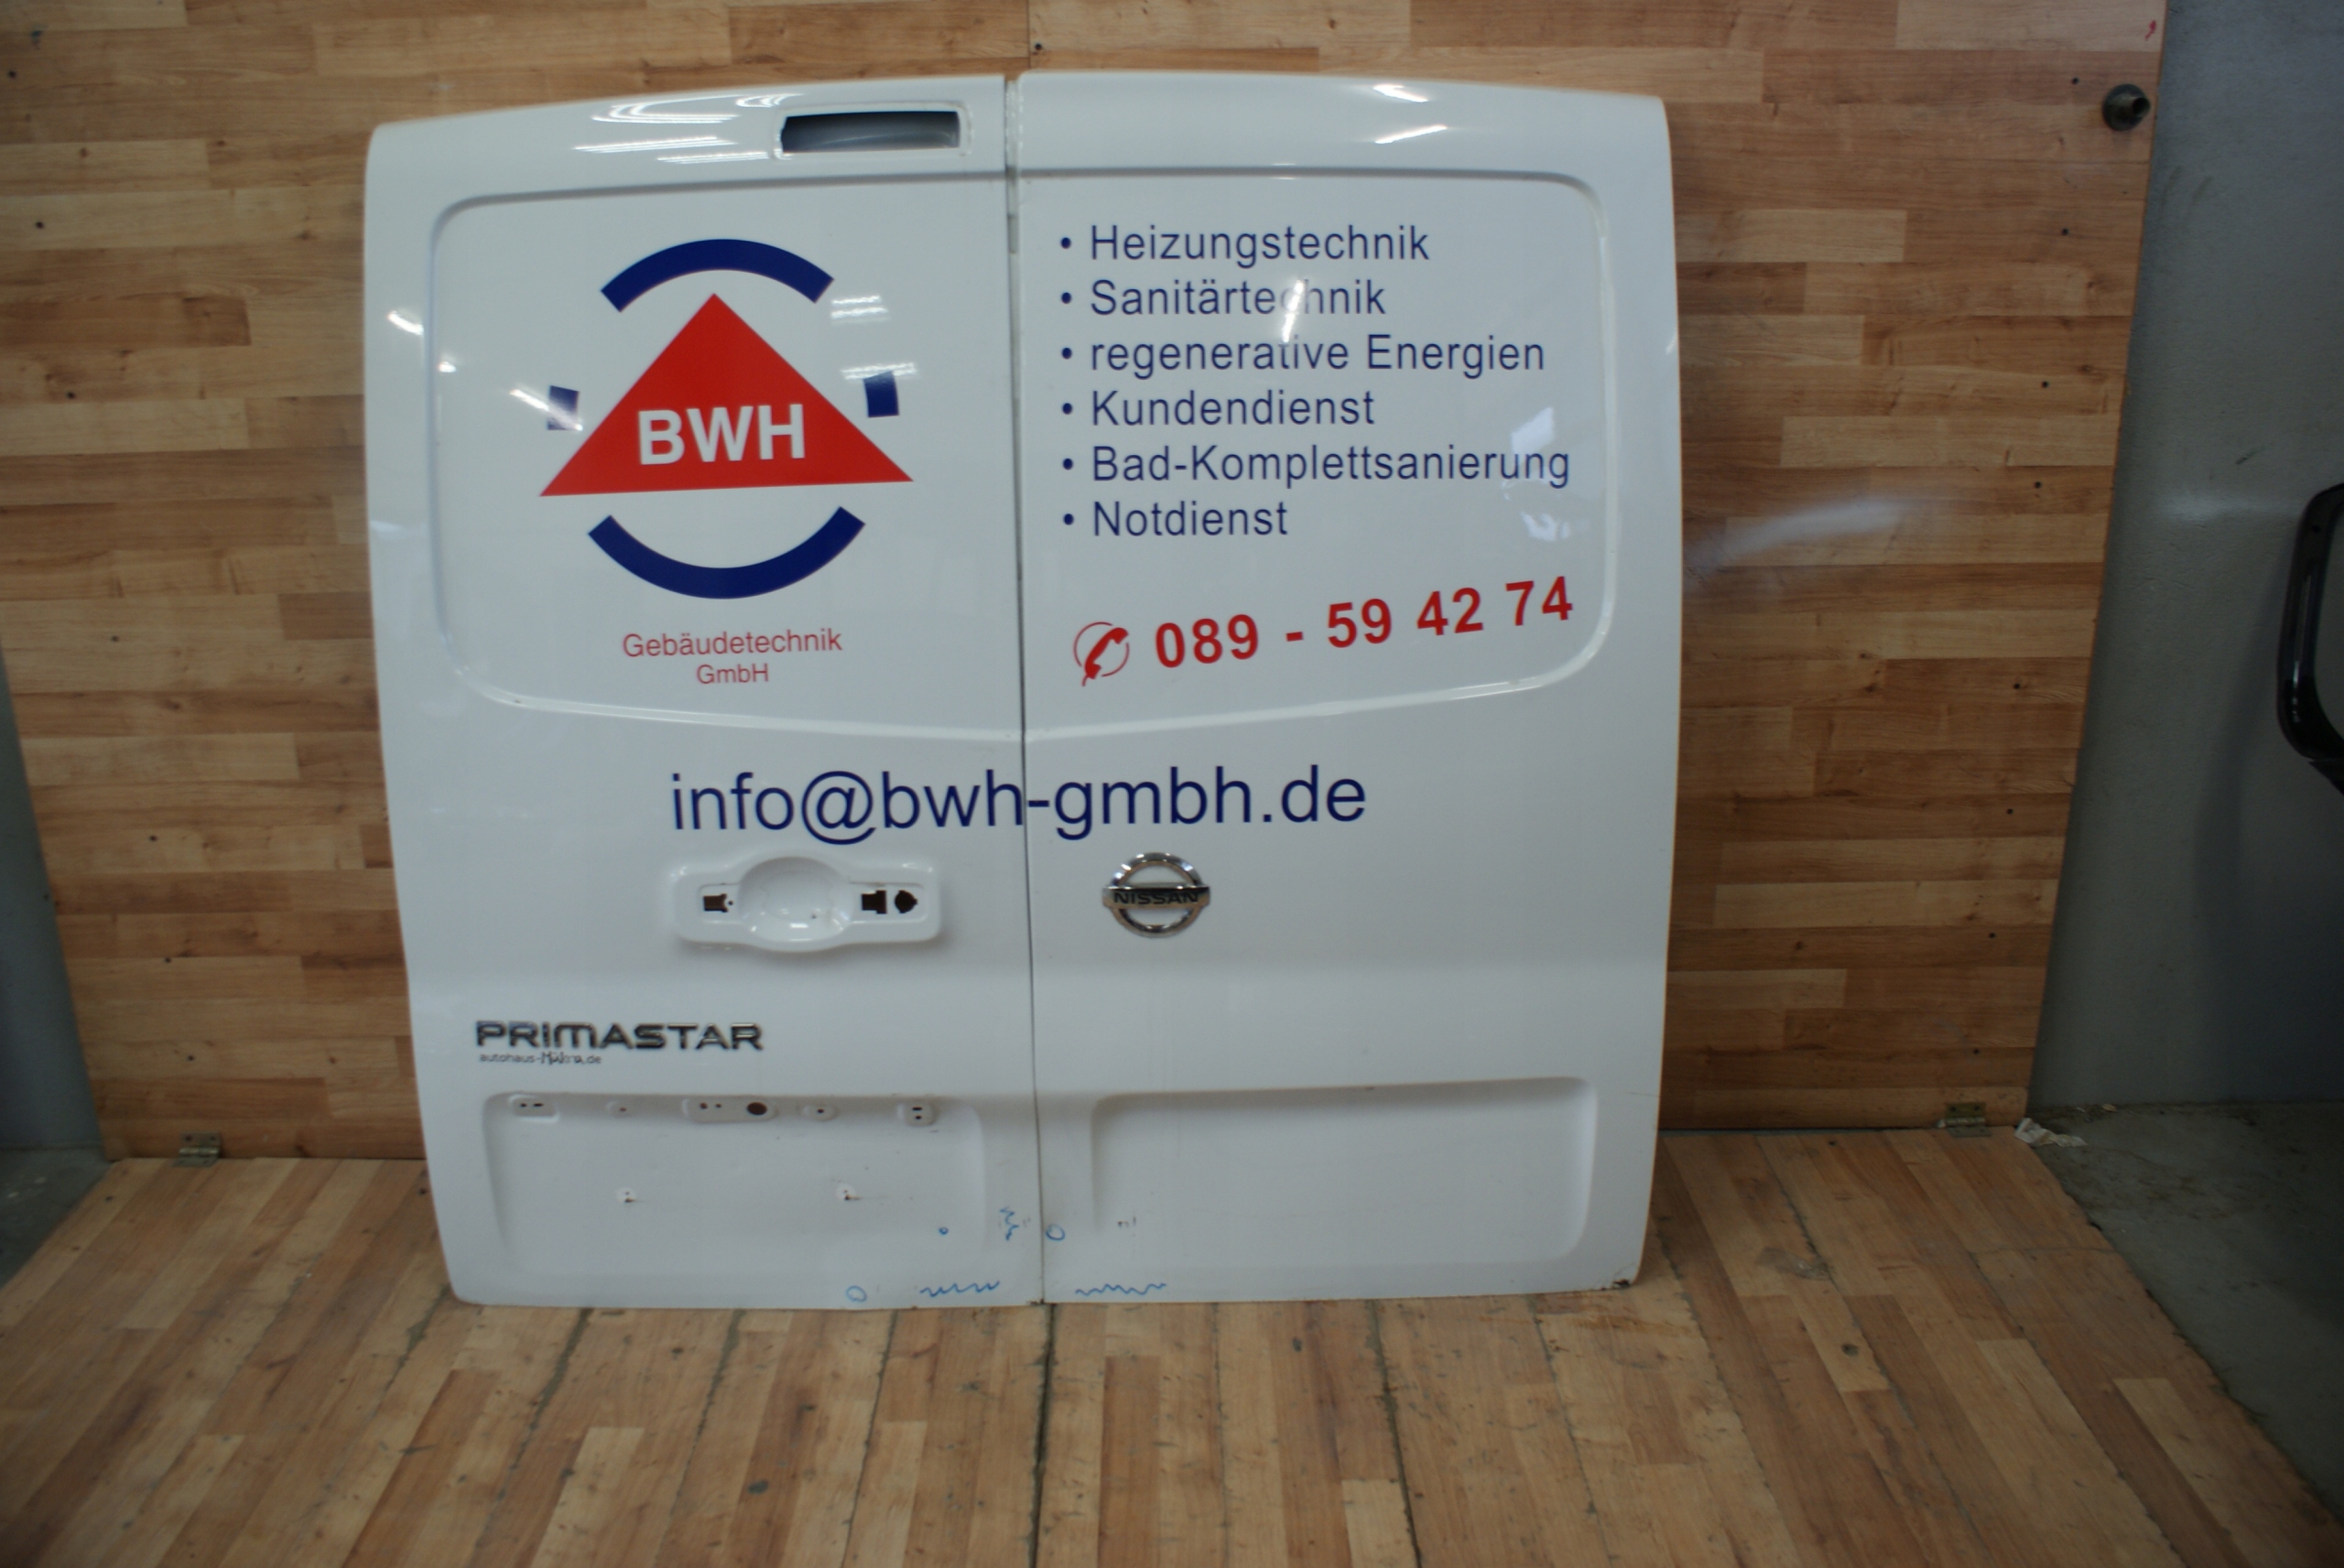 BWH
Gebäudetechnik
GmbH
• Heizungstechnik
• Sanitärtechnik
• regenerative Energien
• Kundendienst
• Bad-Komplettsanierung
• Notdienst
089 - 59 42 74
info@bwh-gmbh.de
NISSAN
PRIMASTAR